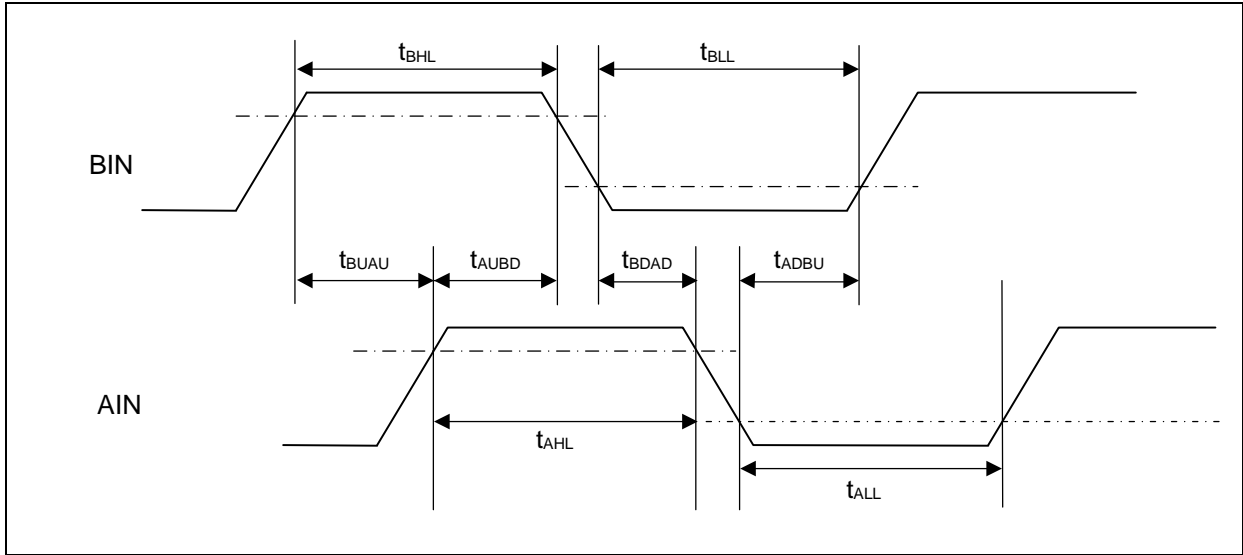 tBHL
tBLL
BIN
tBUAU
tAUBD
tBDAD
tADBU
AIN
tAHL
tALL